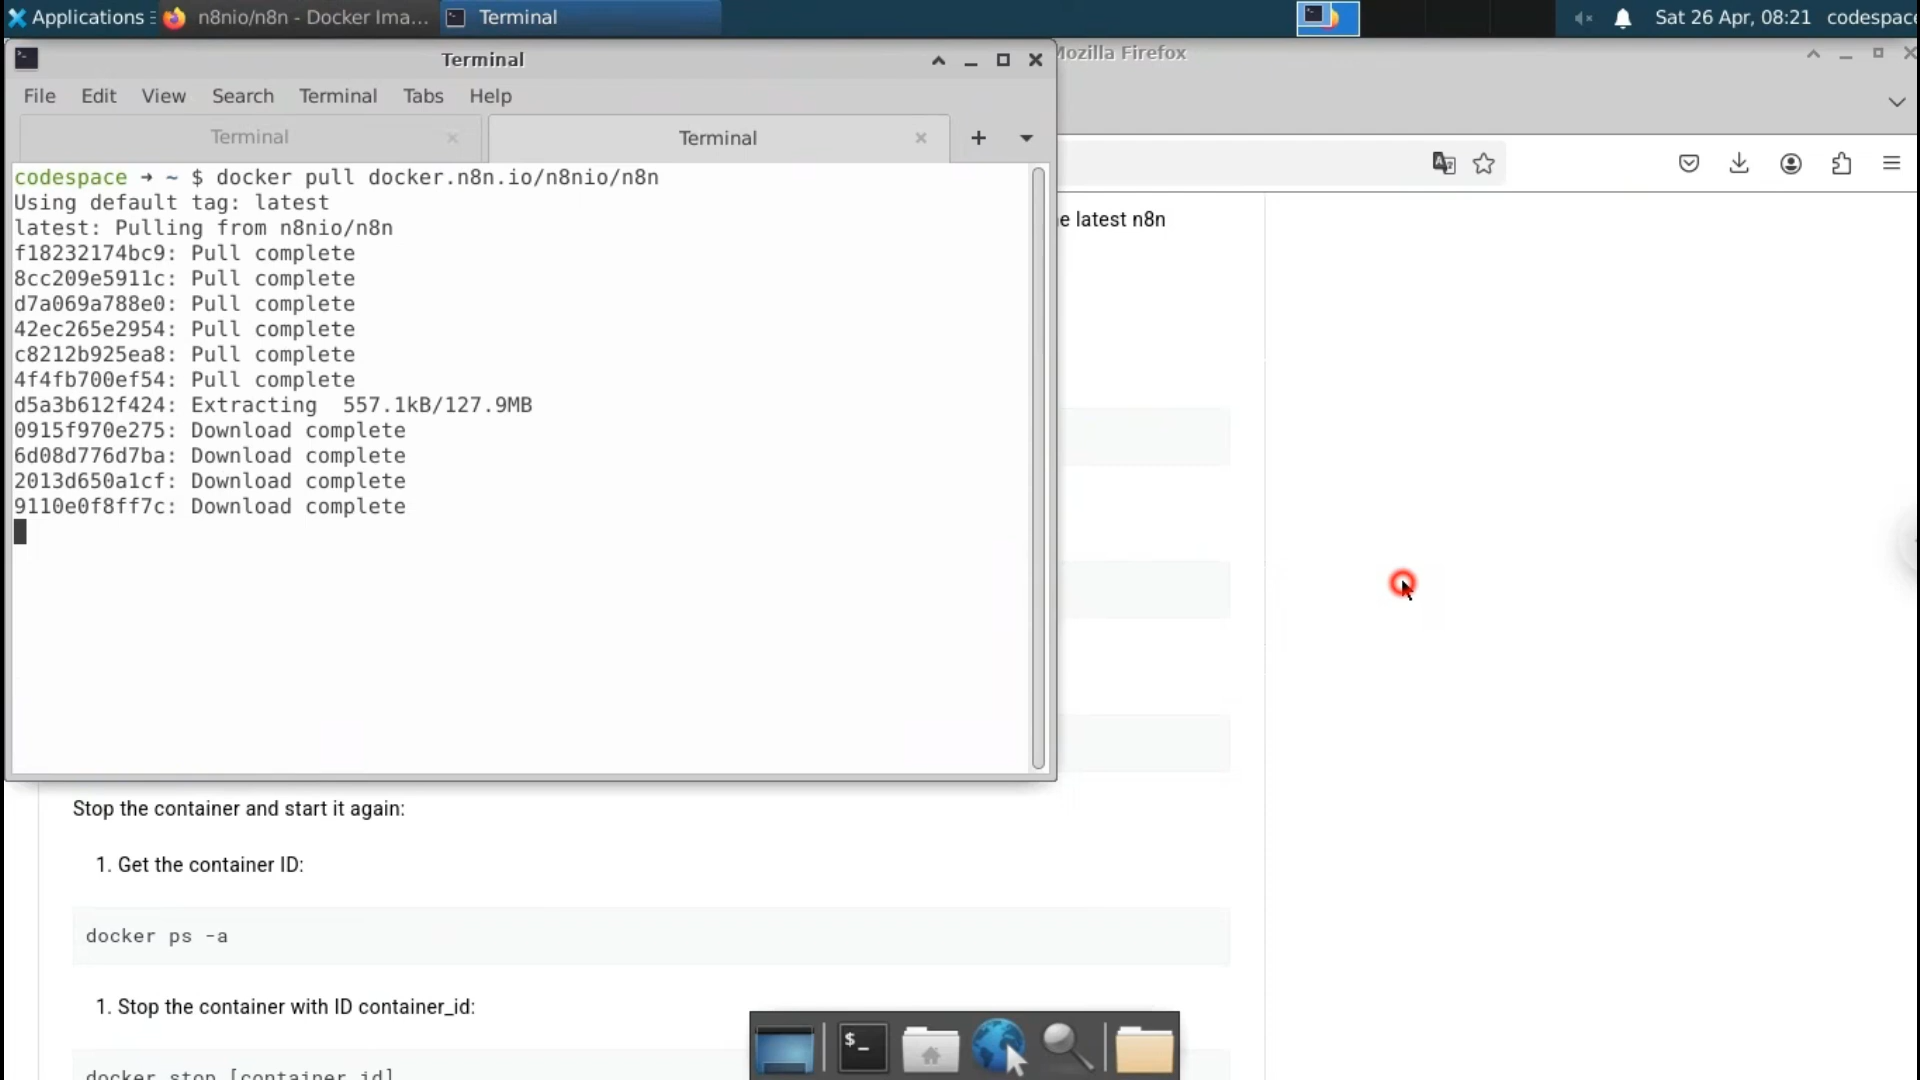 Applications
n8nio/n8n - Docker Ima...
Terminal
Sat 26 Apr, 08:21
codespace
Terminal
Mozilla Firefox
File Edit View Search Terminal Tabs Help
Terminal
Terminal
codespace → ~ $ docker pull docker.n8n.io/n8nio/n8n
Using default tag: latest
latest: Pulling from n8nio/n8n
f18232174bc9: Pull complete
8cc209e5911c: Pull complete
d7a069a788e0: Pull complete
42ec265e2954: Pull complete
c8212b925ea8: Pull complete
4f4fb700ef54: Pull complete
d5a3b612f424: Extracting  557.1kB/127.9MB
0915f970e275: Download complete
6d08d776d7ba: Download complete
2013d650a1cf: Download complete
9110e0f8ff7c: Download complete
e latest n8n
Stop the container and start it again:
1. Get the container ID:
docker ps -a
1. Stop the container with ID container_id:
docker stop [container_id]